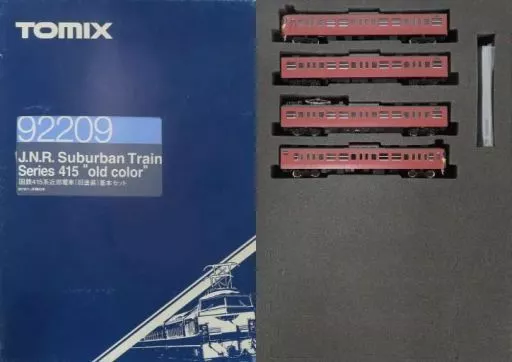 TOMIX
92209
J.N.R. Suburban Train
Series 415 "old color"
国鉄415系近郊電車(旧塗装)基本セット